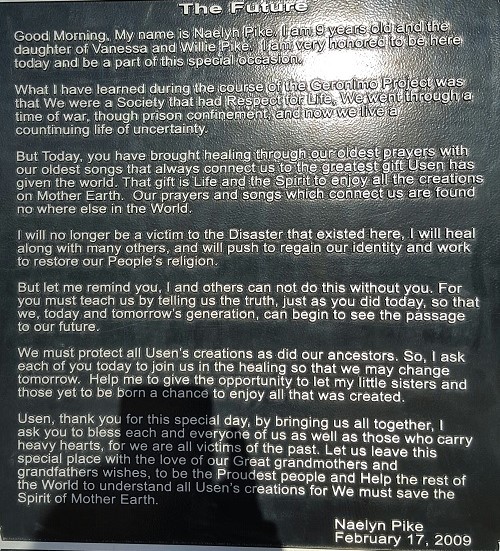 The Future
Good Morning, My name is Naelyn Pike. I am 9 years old and the
daughter of Vanessa and Willie Pike. I am very honored to be here
today and be a part of this special occasion.
What I have learned during the course of the Geronimo Project was
that We were a Society that had Respect for Life. We went through a
time of war, though prison confinement, and now we live a
countinuing life of uncertainty.
But Today, you have brought healing through our oldest prayers with
our oldest songs that always connect us to the greatest gift Usen has
given the world. That gift is Life and the Spirit to enjoy all the creations
on Mother Earth. Our prayers and songs which connect us are found
no where else in the World.
I will no longer be a victim to the Disaster that existed here, I will heal
along with many others, and will push to regain our identity and work
to restore our People's religion.
But let me remind you, I and others can not do this without you. For
you must teach us by telling us the truth, just as you did today, so that
we, today and tomorrow's generation, can begin to see the passage
to our future.
We must protect all Usen's creations as did our ancestors. So, I ask
each of you today to join us in the healing so that we may change
tomorrow. Help me to give the opportunity to let my little sisters and
those yet to be born a chance to enjoy all that was created.
Usen, thank you for this special day, by bringing us all together, I
ask you to bless each and everyone of us as well as those who carry
heavy hearts, for we are all victims of the past. Let us leave this
special place with the love of our Great grandmothers and
grandfathers wishes, to be the Proudest people and Help the rest of
the World to understand all Usen's creations for We must save the
Spirit of Mother Earth.
Naelyn Pike
February 17, 2009